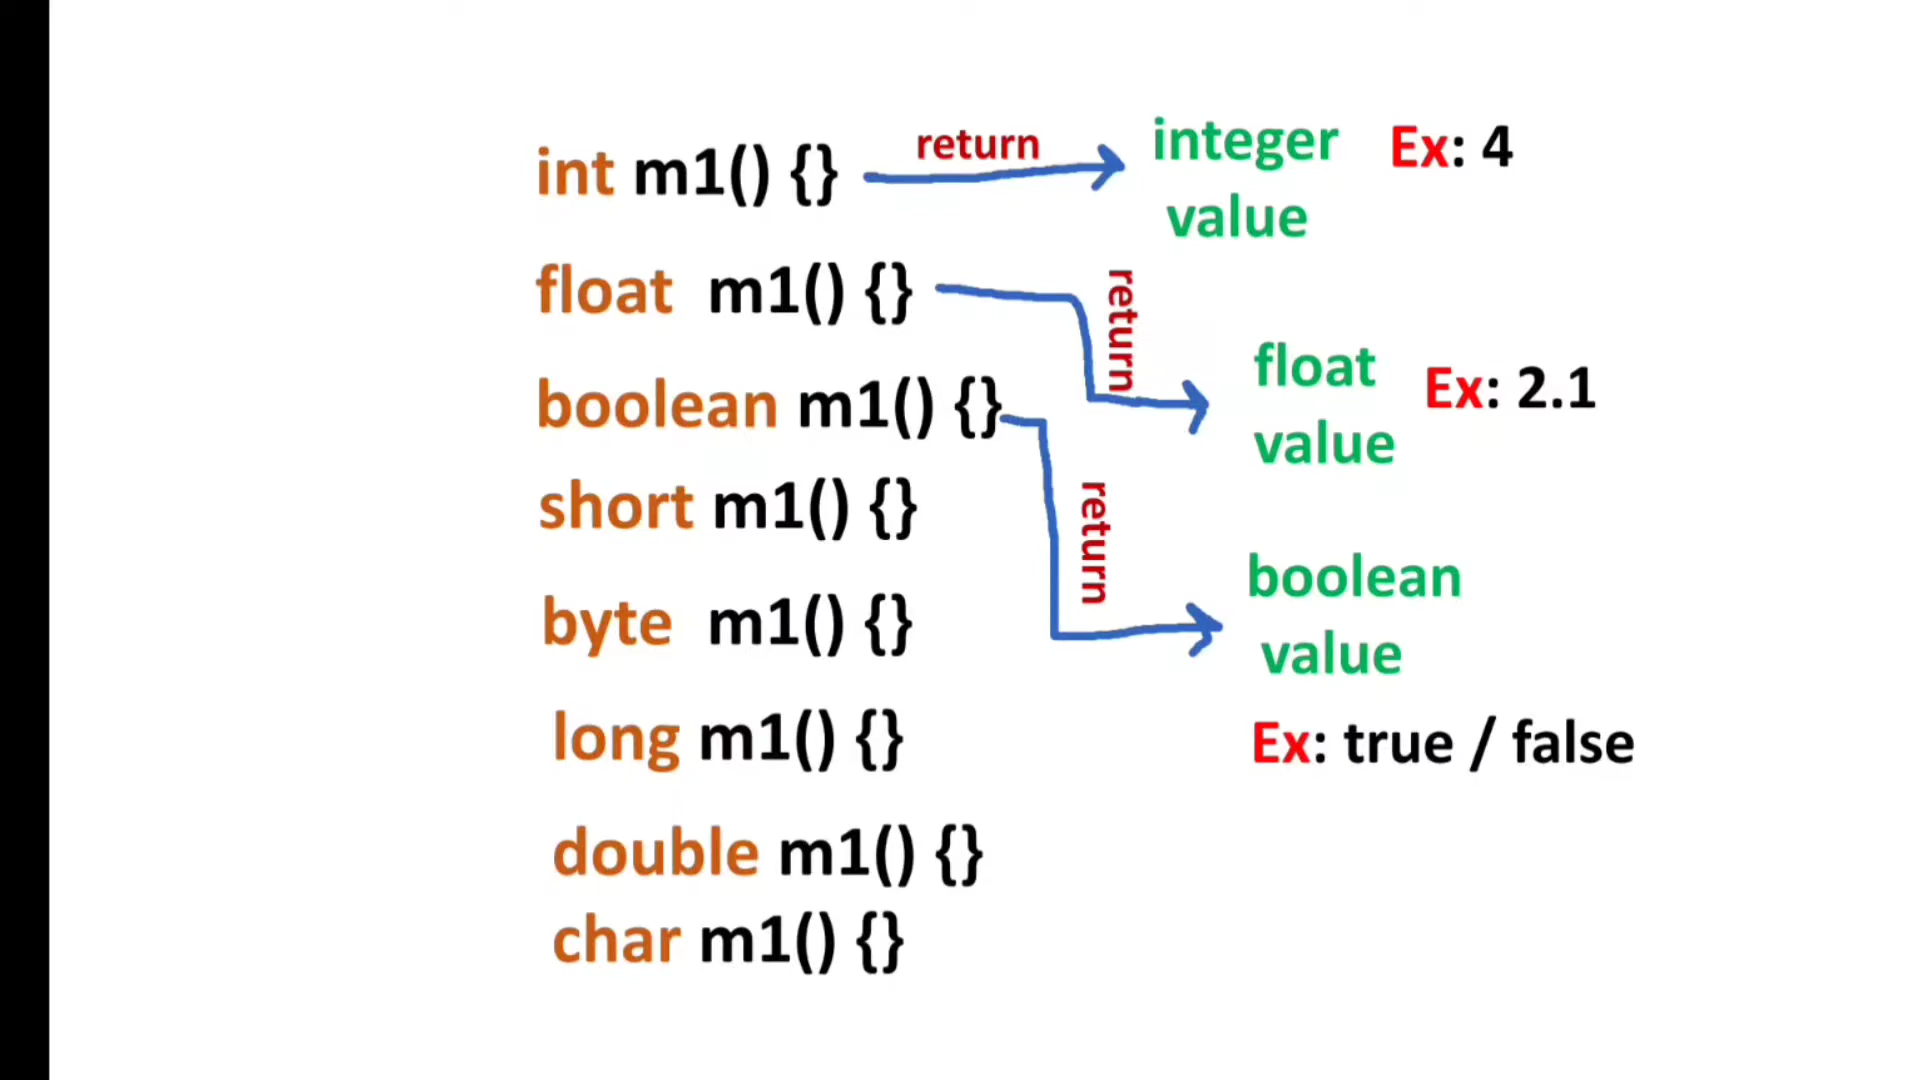 int m1() {}
return
integer
value
Ex: 4
float m1() {}
return
float
value
Ex: 2.1
boolean m1() {}
return
boolean
value
Ex: true / false
short m1() {}
byte m1() {}
long m1() {}
double m1() {}
char m1() {}